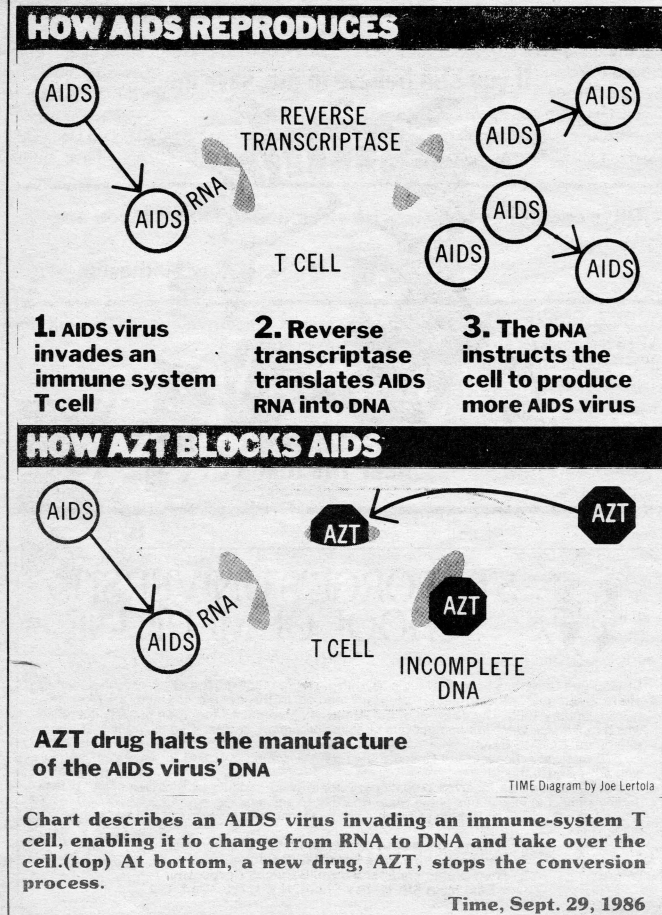 HOW AIDS REPRODUCES
AIDS
AIDS
RNA
REVERSE
TRANSCRIPTASE
T CELL
AIDS
AIDS
AIDS
AIDS
AIDS
1. AIDS virus
invades an
immune system
T cell
2. Reverse
transcriptase
translates AIDS
RNA into DNA
3. The DNA
instructs the
cell to produce
more AIDS virus
HOW AZT BLOCKS AIDS
AIDS
AIDS
RNA
AZT
AZT
AZT
T CELL
INCOMPLETE
DNA
AZT drug halts the manufacture
of the AIDS virus' DNA
TIME Diagram by Joe Lertola
Chart describes an AIDS virus invading an immune-system T
cell, enabling it to change from RNA to DNA and take over the
cell.(top) At bottom, a new drug, AZT, stops the conversion
process.
Time, Sept. 29, 1986